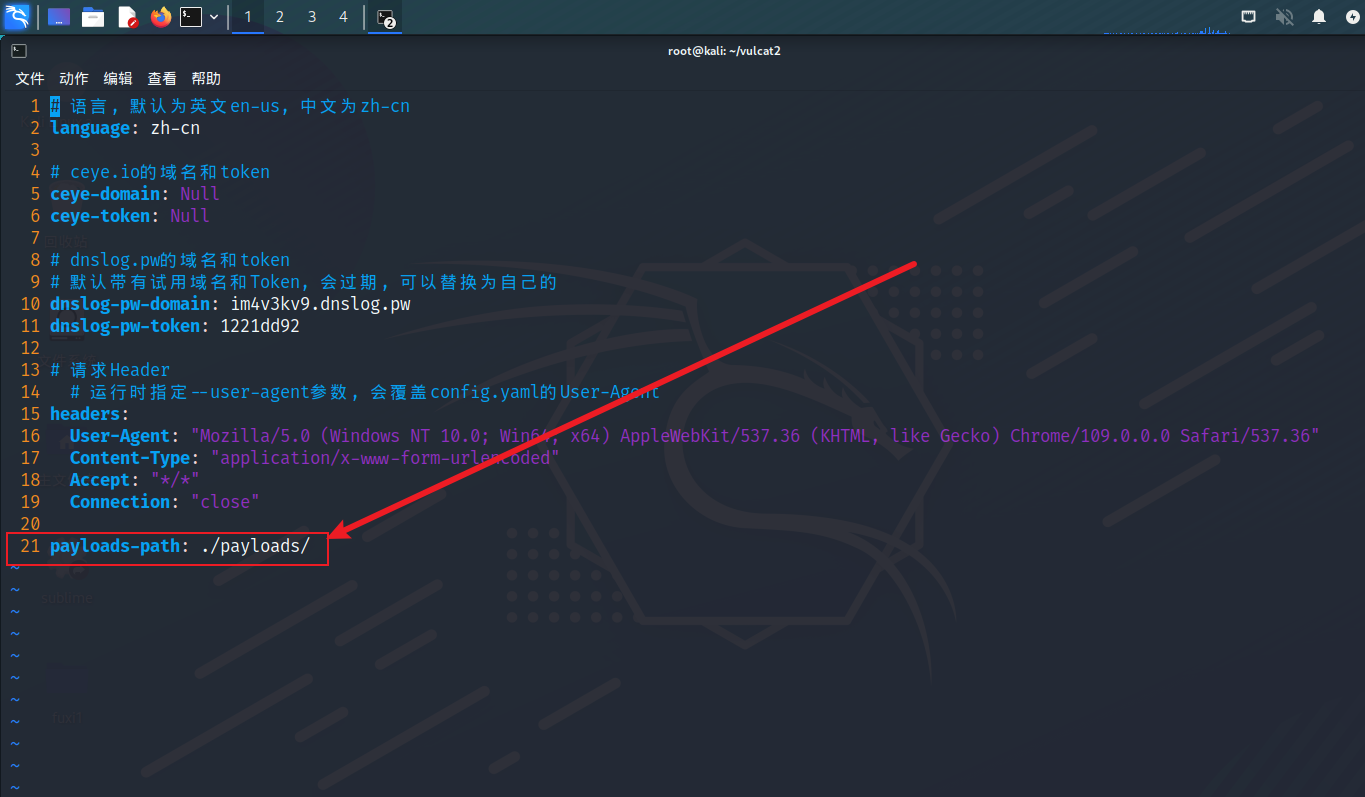 1 2 3 4 2
root@kali: ~/vulcat2
文件 动作 编辑 查看 帮助
1 # 语言，默认为英文en-us，中文为zh-cn
2 language: zh-cn
3
4 # ceye.io的域名和token
5 ceye-domain: Null
6 ceye-token: Null
7
8 # dnslog.pw的域名和token
9 # 默认带有试用域名和Token，会过期，可以替换为自己的
10 dnslog-pw-domain: im4v3kv9.dnslog.pw
11 dnslog-pw-token: 1221dd92
12
13 # 请求Header
14   # 运行时指定--user-agent参数，会覆盖config.yaml的User-Agent
15 headers:
16   User-Agent: "Mozilla/5.0 (Windows NT 10.0; Win64; x64) AppleWebKit/537.36 (KHTML, like Gecko) Chrome/109.0.0.0 Safari/537.36"
17   Content-Type: "application/x-www-form-urlencoded"
18   Accept: "*/*"
19   Connection: "close"
20
21 payloads-path: ./payloads/
~
~
sublime
~
~
~
~
~
~
~
~
~